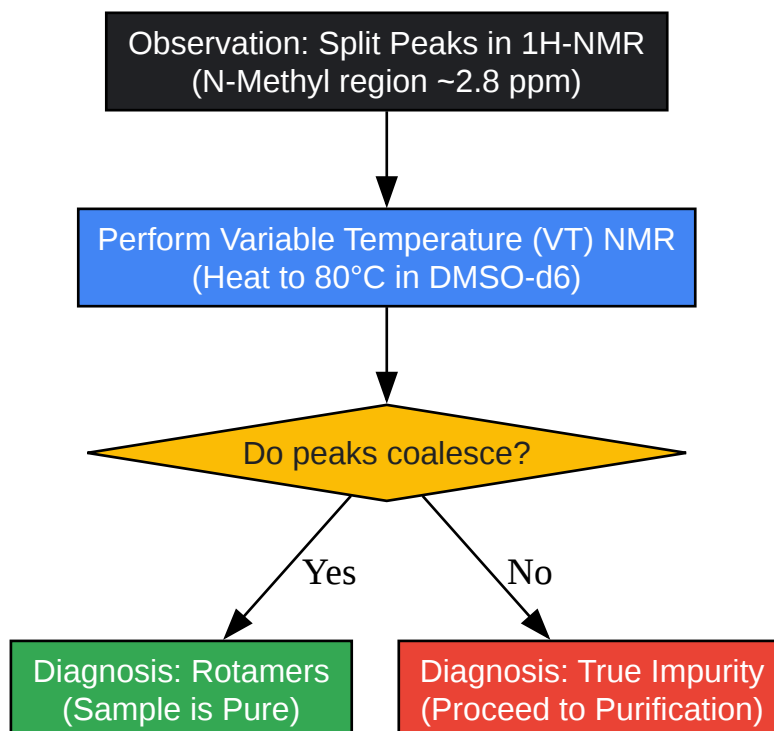 Observation: Split Peaks in 1H-NMR
(N-Methyl region ~2.8 ppm)
Perform Variable Temperature (VT) NMR
(Heat to 80°C in DMSO-d6)
Do peaks coalesce?
Yes
No
Diagnosis: Rotamers
(Sample is Pure)
Diagnosis: True Impurity
(Proceed to Purification)